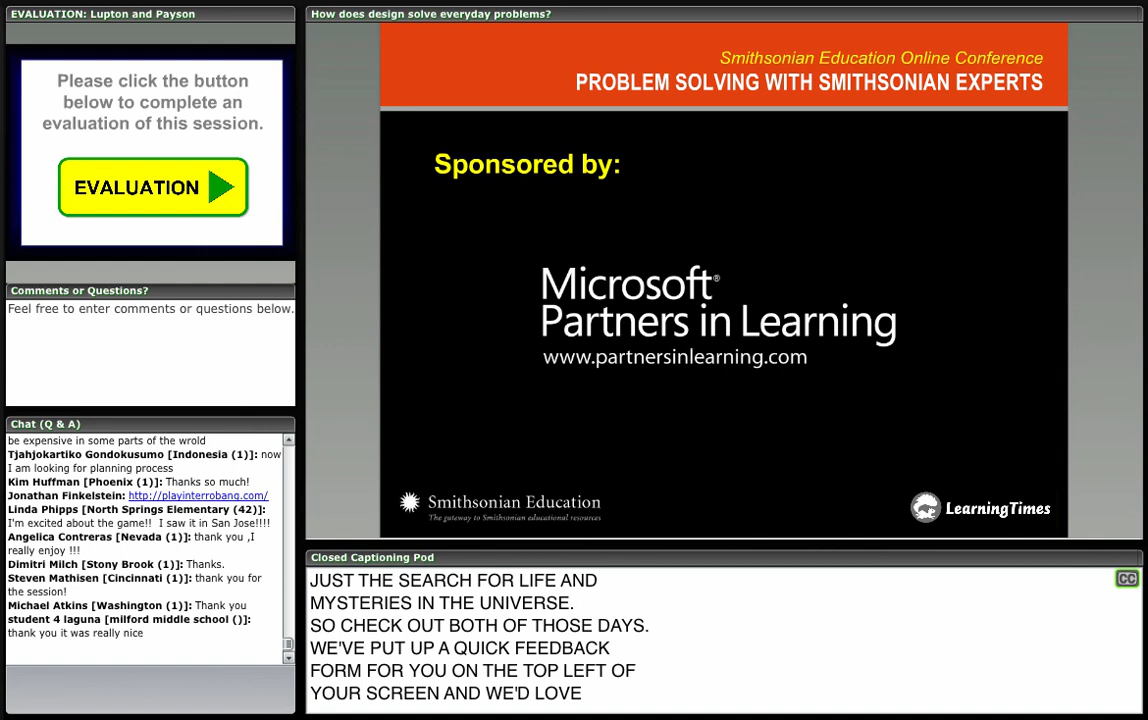 EVALUATION: Lupton and Payson
Please click the button
below to complete an
evaluation of this session.
EVALUATION
Comments or Questions?
Feel free to enter comments or questions below.
Chat (Q & A)
be expensive in some parts of the wrold
Tjahjokartiko Gondokusumo [Indonesia (1)]: now
I am looking for planning process
Kim Huffman [Phoenix (1)]: Thanks so much!
Jonathan Finkelstein: http://playinterrobang.com/
Linda Phipps [North Springs Elementary (42)]:
I'm excited about the game!! I saw it in San Jose!!!!
Angelica Contreras [Nevada (1)]: thank you ,I
really enjoy !!!
Dimitri Milch [Stony Brook (1)]: Thanks.
Steven Mathisen [Cincinnati (1)]: thank you for
the session!
Michael Atkins [Washington (1)]: Thank you
student 4 laguna [milford middle school ()]:
thank you it was really nice
How does design solve everyday problems?
Smithsonian Education Online Conference
PROBLEM SOLVING WITH SMITHSONIAN EXPERTS
Sponsored by:
Microsoft®
Partners in Learning
www.partnersinlearning.com
Smithsonian Education
The gateway to Smithsonian educational resources
LearningTimes
Closed Captioning Pod
CC
JUST THE SEARCH FOR LIFE AND
MYSTERIES IN THE UNIVERSE.
SO CHECK OUT BOTH OF THOSE DAYS.
WE'VE PUT UP A QUICK FEEDBACK
FORM FOR YOU ON THE TOP LEFT OF
YOUR SCREEN AND WE'D LOVE